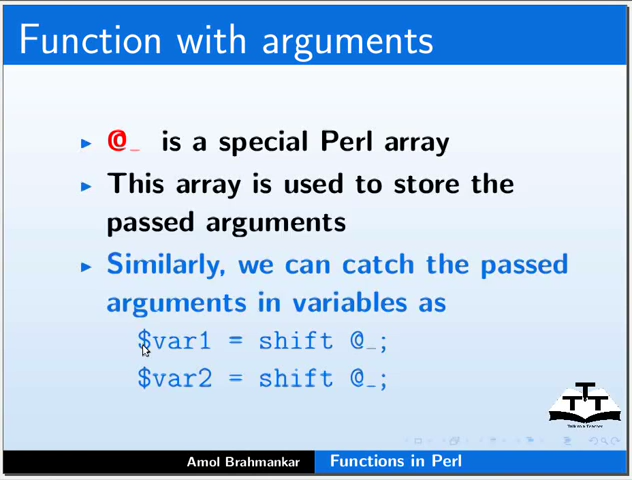 Function with arguments
@_ is a special Perl array
This array is used to store the
passed arguments
Similarly, we can catch the passed
arguments in variables as
$var1 = shift @_;
$var2 = shift @_;
Amol Brahmankar
Functions in Perl